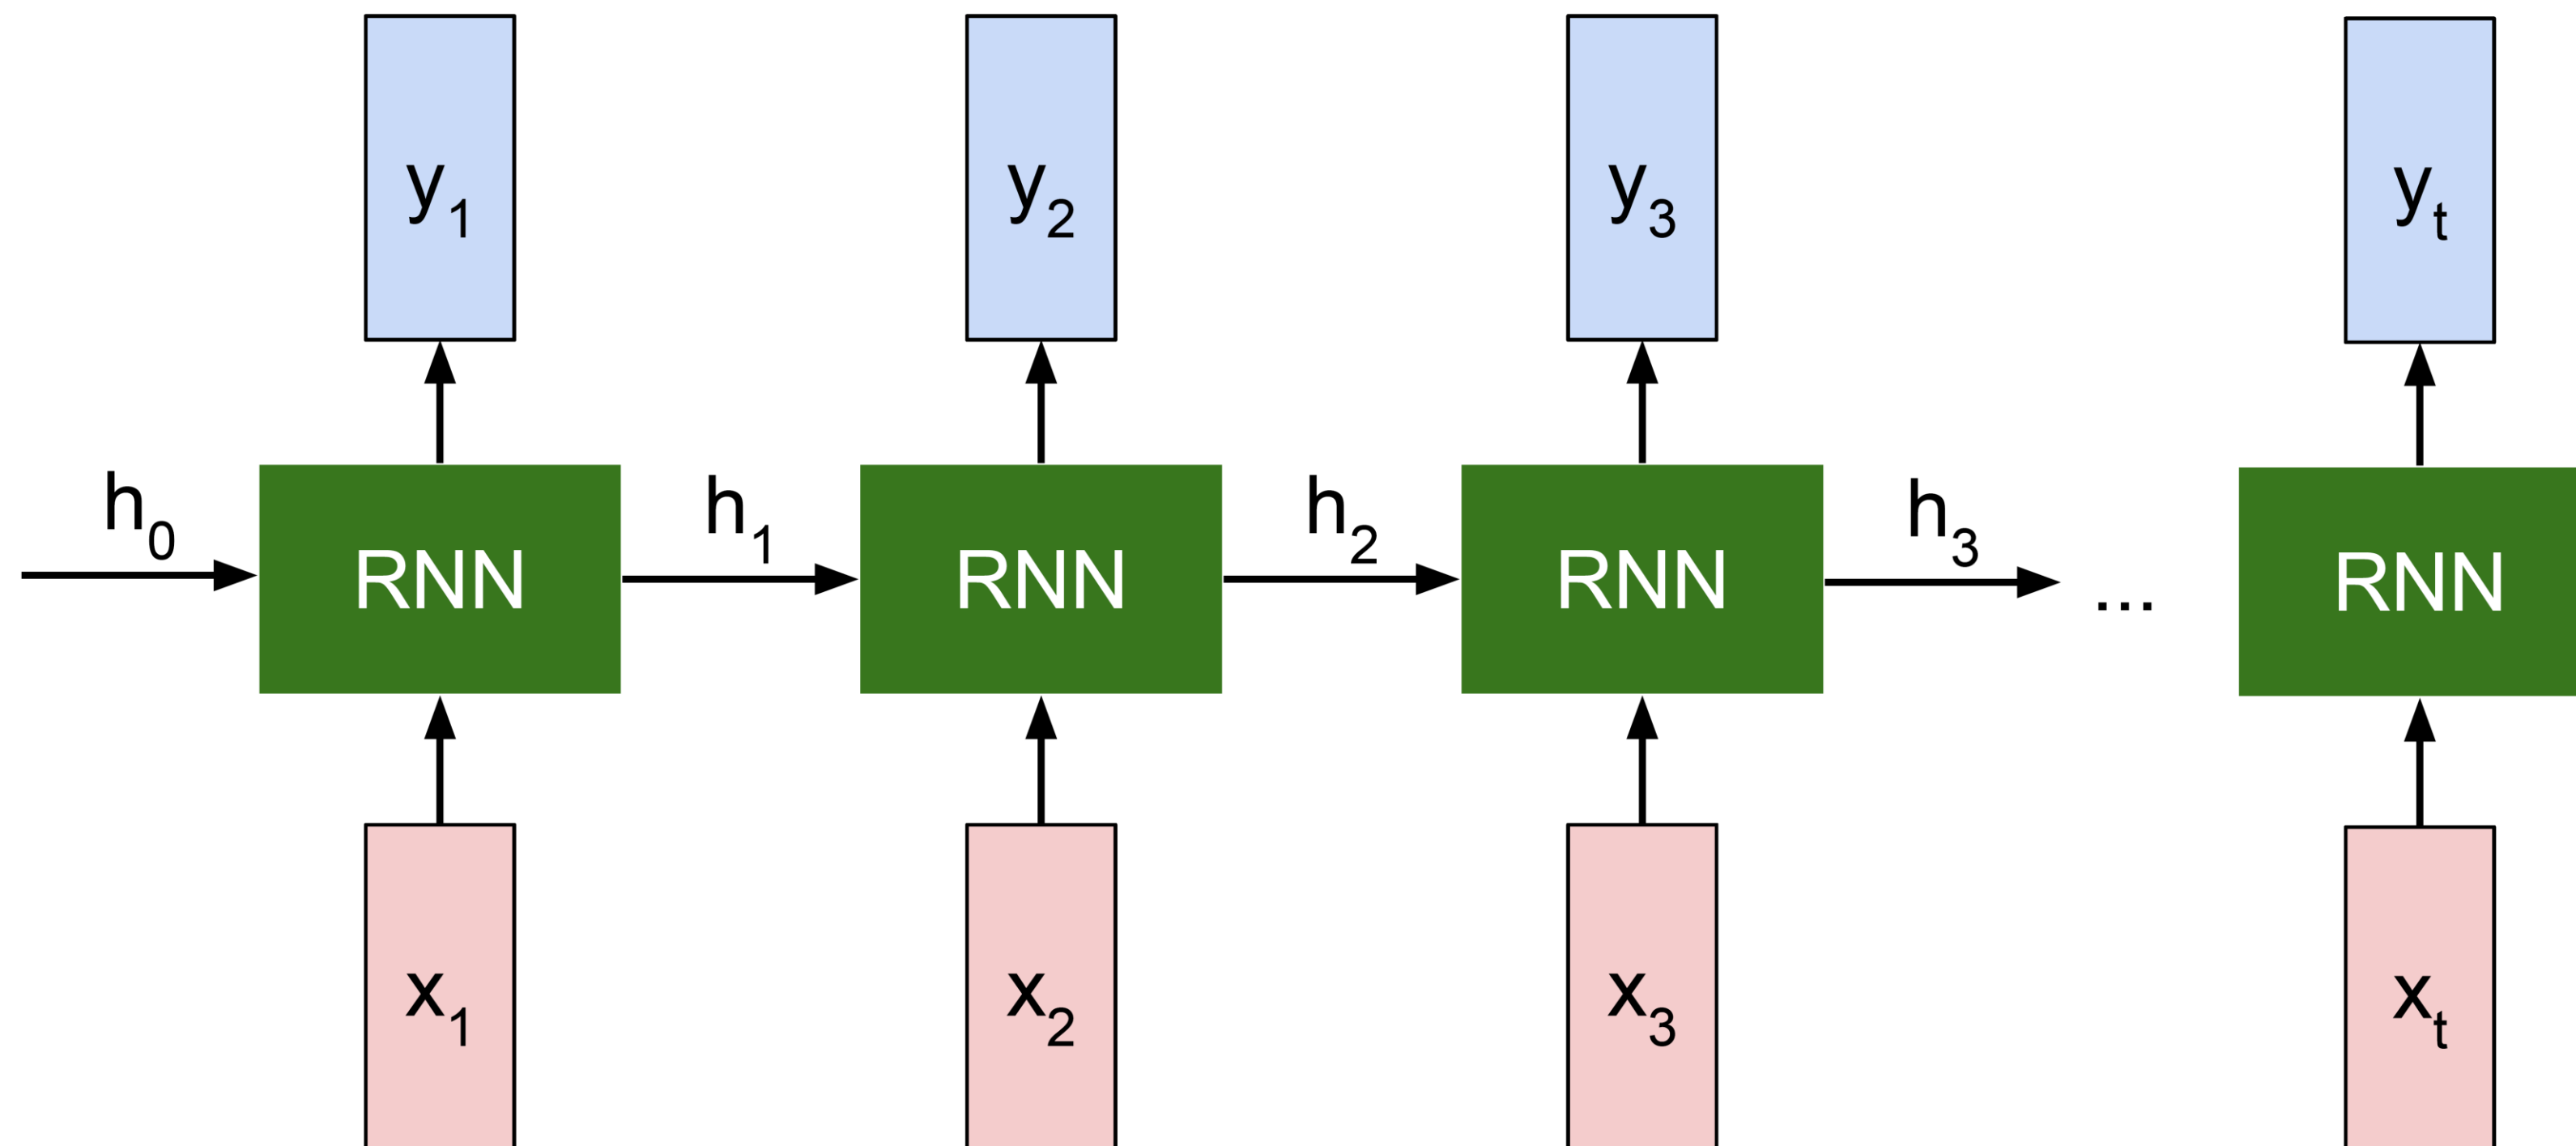 y1 y2 y3 yt
h0 h1 h2 h3
RNN RNN RNN ... RNN
x1 x2 x3 xt